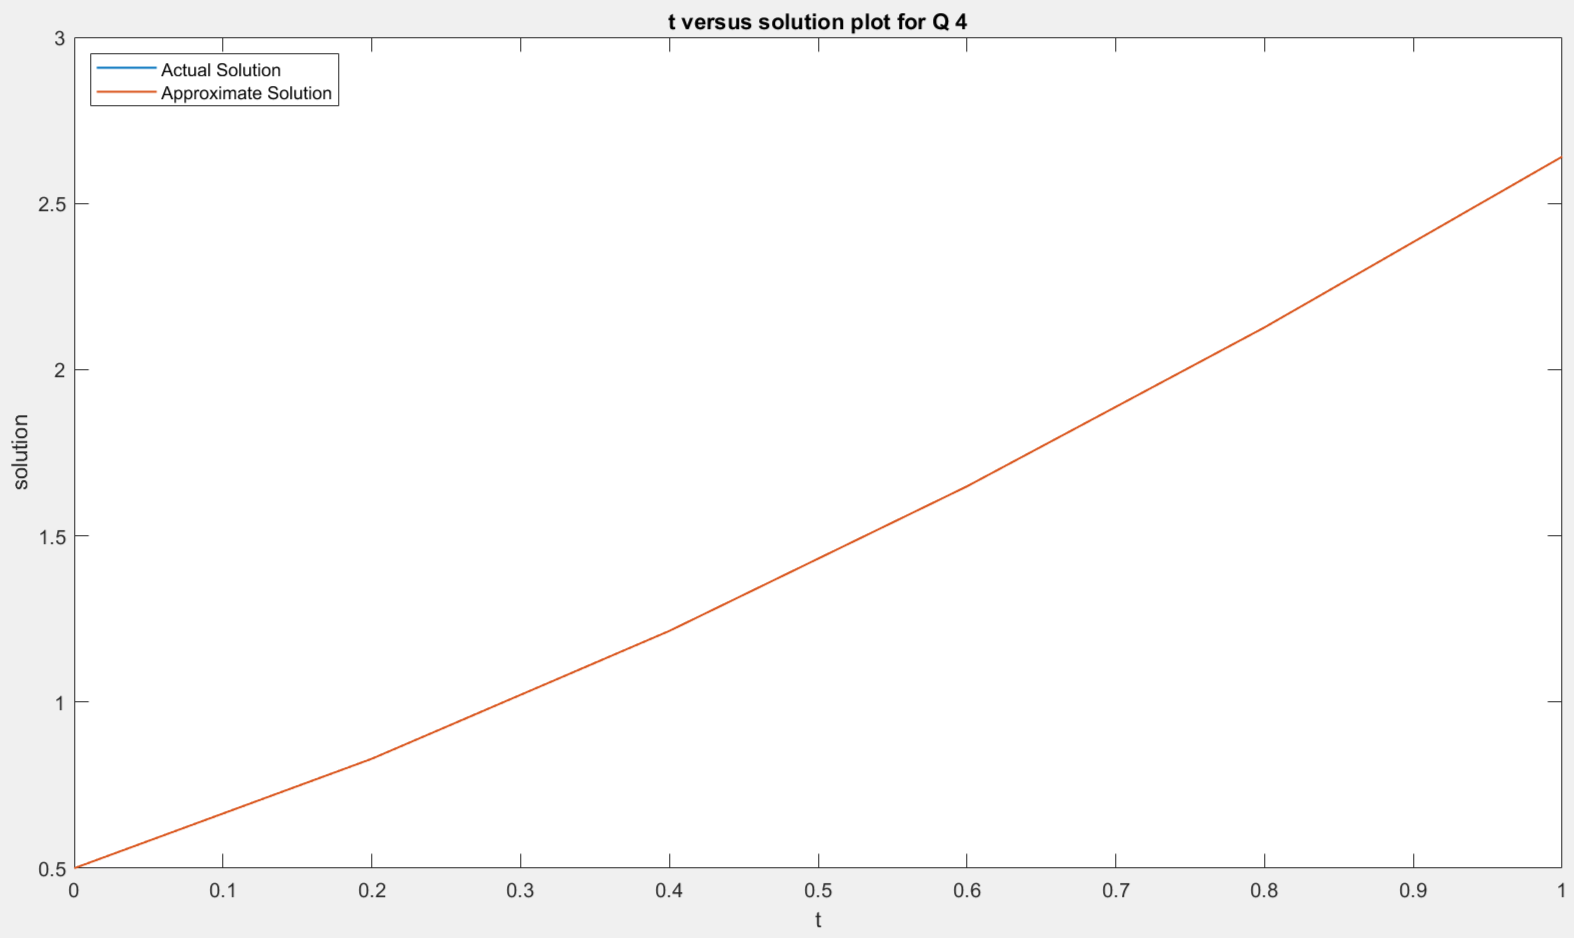 t versus solution plot for Q 4
Actual Solution
Approximate Solution
3
2.5
2
1.5
1
0.5
solution
0 0.1 0.2 0.3 0.4 0.5 0.6 0.7 0.8 0.9 1
t